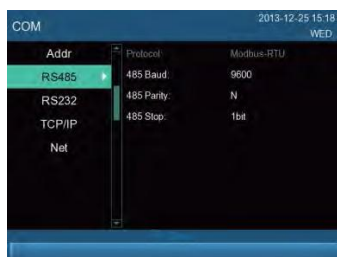 COM
2013-12-25 15:18
WED
Addr
RS485
RS232
TCP/IP
Net
Protocol: Modbus-RTU
485 Baud: 9600
485 Parity: N
485 Stop: 1bit